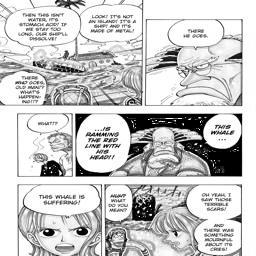 THERE
HE GOES.
LOOK! IT'S NOT
AN ISLAND! IT'S A
SHIP! AND IT'S
MADE OF METAL!
THEN THIS ISN'T
WATER, IT'S
STOMACH ACID! IF
WE STAY TOO
LONG, OUR SHIP'LL
DISSOLVE!
THERE
WHO GOES,
OLD MAN?!
WHAT'S
HAPPEN-
ING!?
THIS
WHALE
...
...IS
RAMMING
THE RED
LINE WITH
HIS
HEAD!!
WHAT??
OH YEAH, I
SAW THOSE
TERRIBLE
SCARS!
AND
THERE WAS
SOMETHING
MOURNFUL
ABOUT ITS
CRIES!
HUH?
WHAT DO
YOU
MEAN?
THIS WHALE IS
SUFFERING!